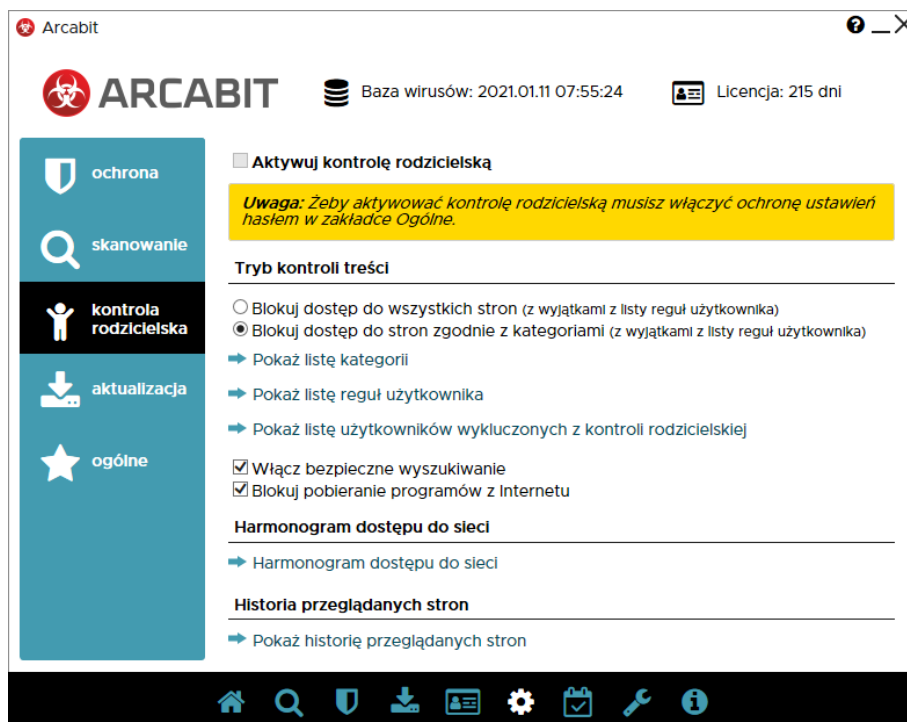 Arcabit
ARCABIT
Baza wirusów: 2021.01.11 07:55:24
Licencja: 215 dni
ochrona
skanowanie
kontrola
rodzicielska
aktualizacja
ogólne
Aktywuj kontrolę rodzicielską
Uwaga: Żeby aktywować kontrolę rodzicielską musisz włączyć ochronę ustawień
hasłem w zakładce Ogólne.
Tryb kontroli treści
Blokuj dostęp do wszystkich stron (z wyjątkami z listy reguł użytkownika)
Blokuj dostęp do stron zgodnie z kategoriami (z wyjątkami z listy reguł użytkownika)
Pokaż listę kategorii
Pokaż listę reguł użytkownika
Pokaż listę użytkowników wykluczonych z kontroli rodzicielskiej
Włącz bezpieczne wyszukiwanie
Blokuj pobieranie programów z Internetu
Harmonogram dostępu do sieci
Harmonogram dostępu do sieci
Historia przeglądanych stron
Pokaż historię przeglądanych stron